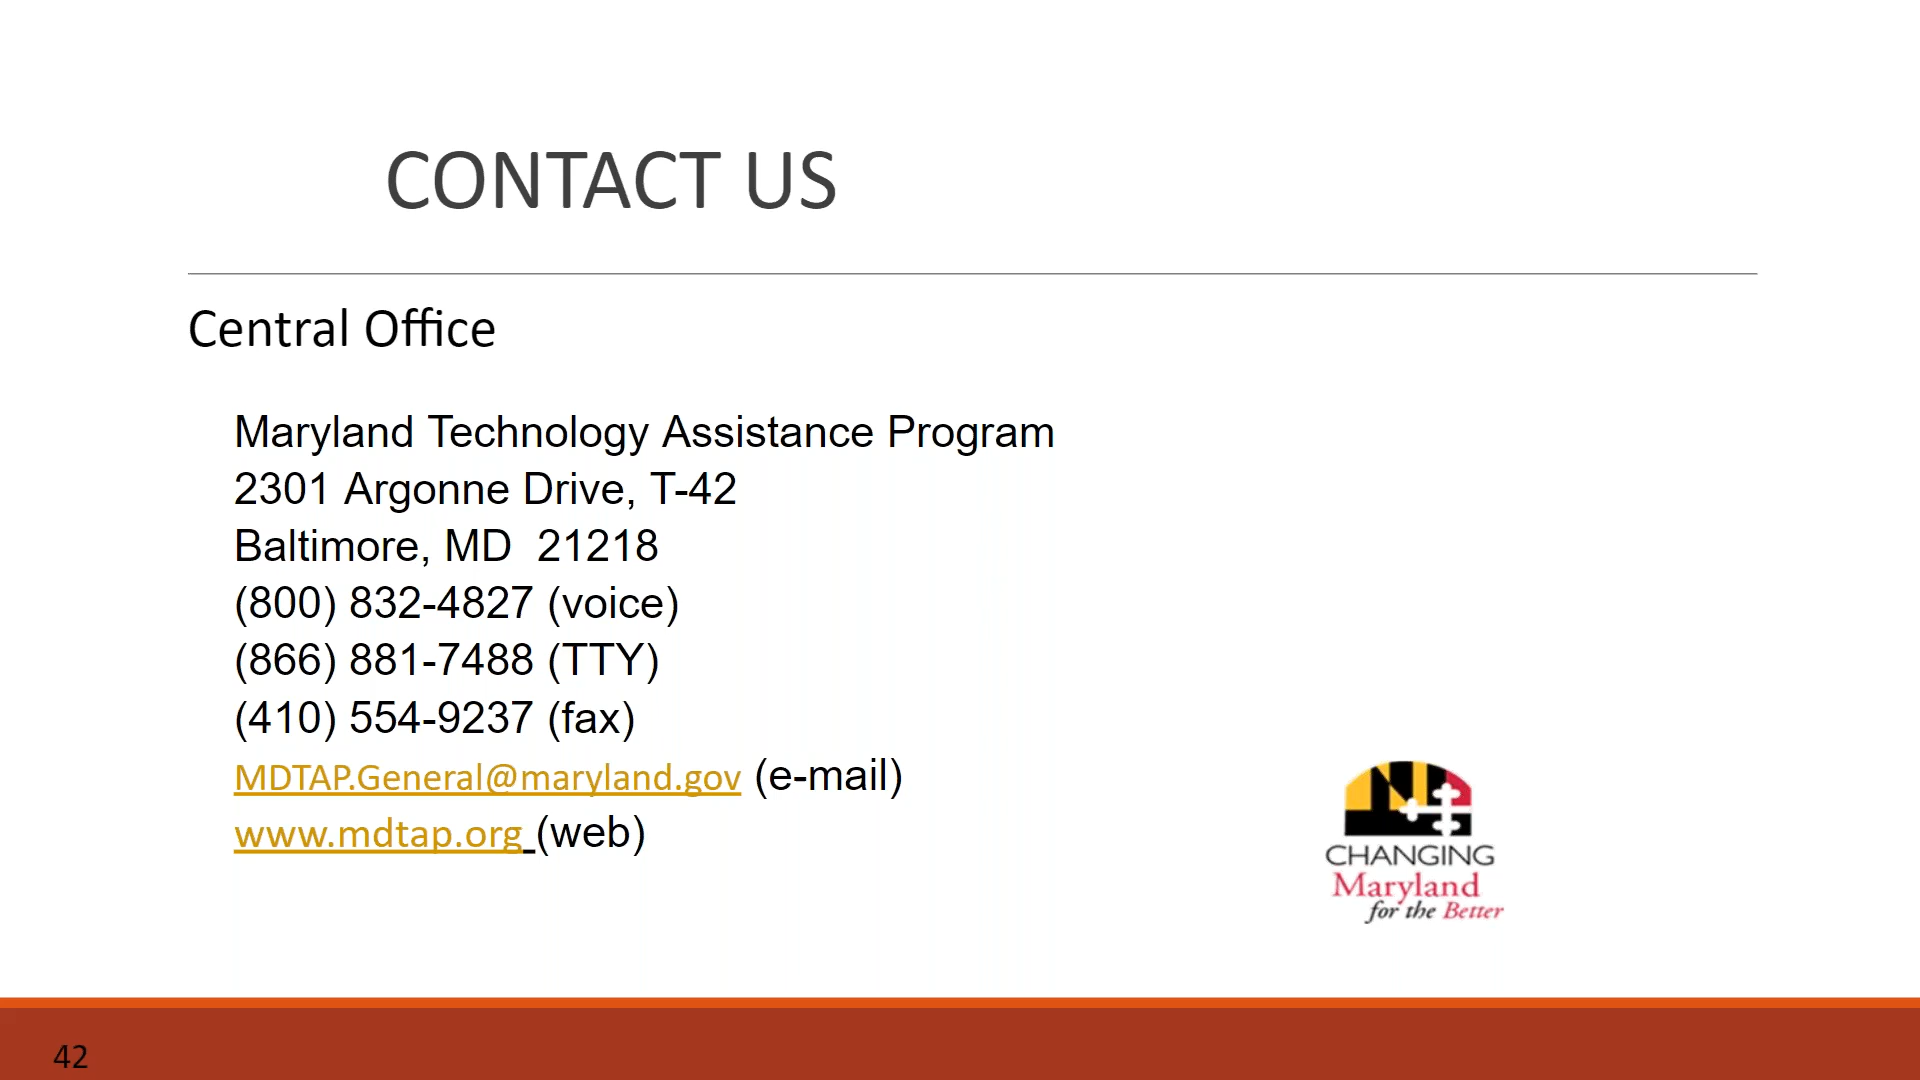 CONTACT US
Central Office
Maryland Technology Assistance Program
2301 Argonne Drive, T-42
Baltimore, MD  21218
(800) 832-4827 (voice)
(866) 881-7488 (TTY)
(410) 554-9237 (fax)
MDTAP.General@maryland.gov (e-mail)
www.mdtap.org (web)
CHANGING
Maryland
for the Better
42